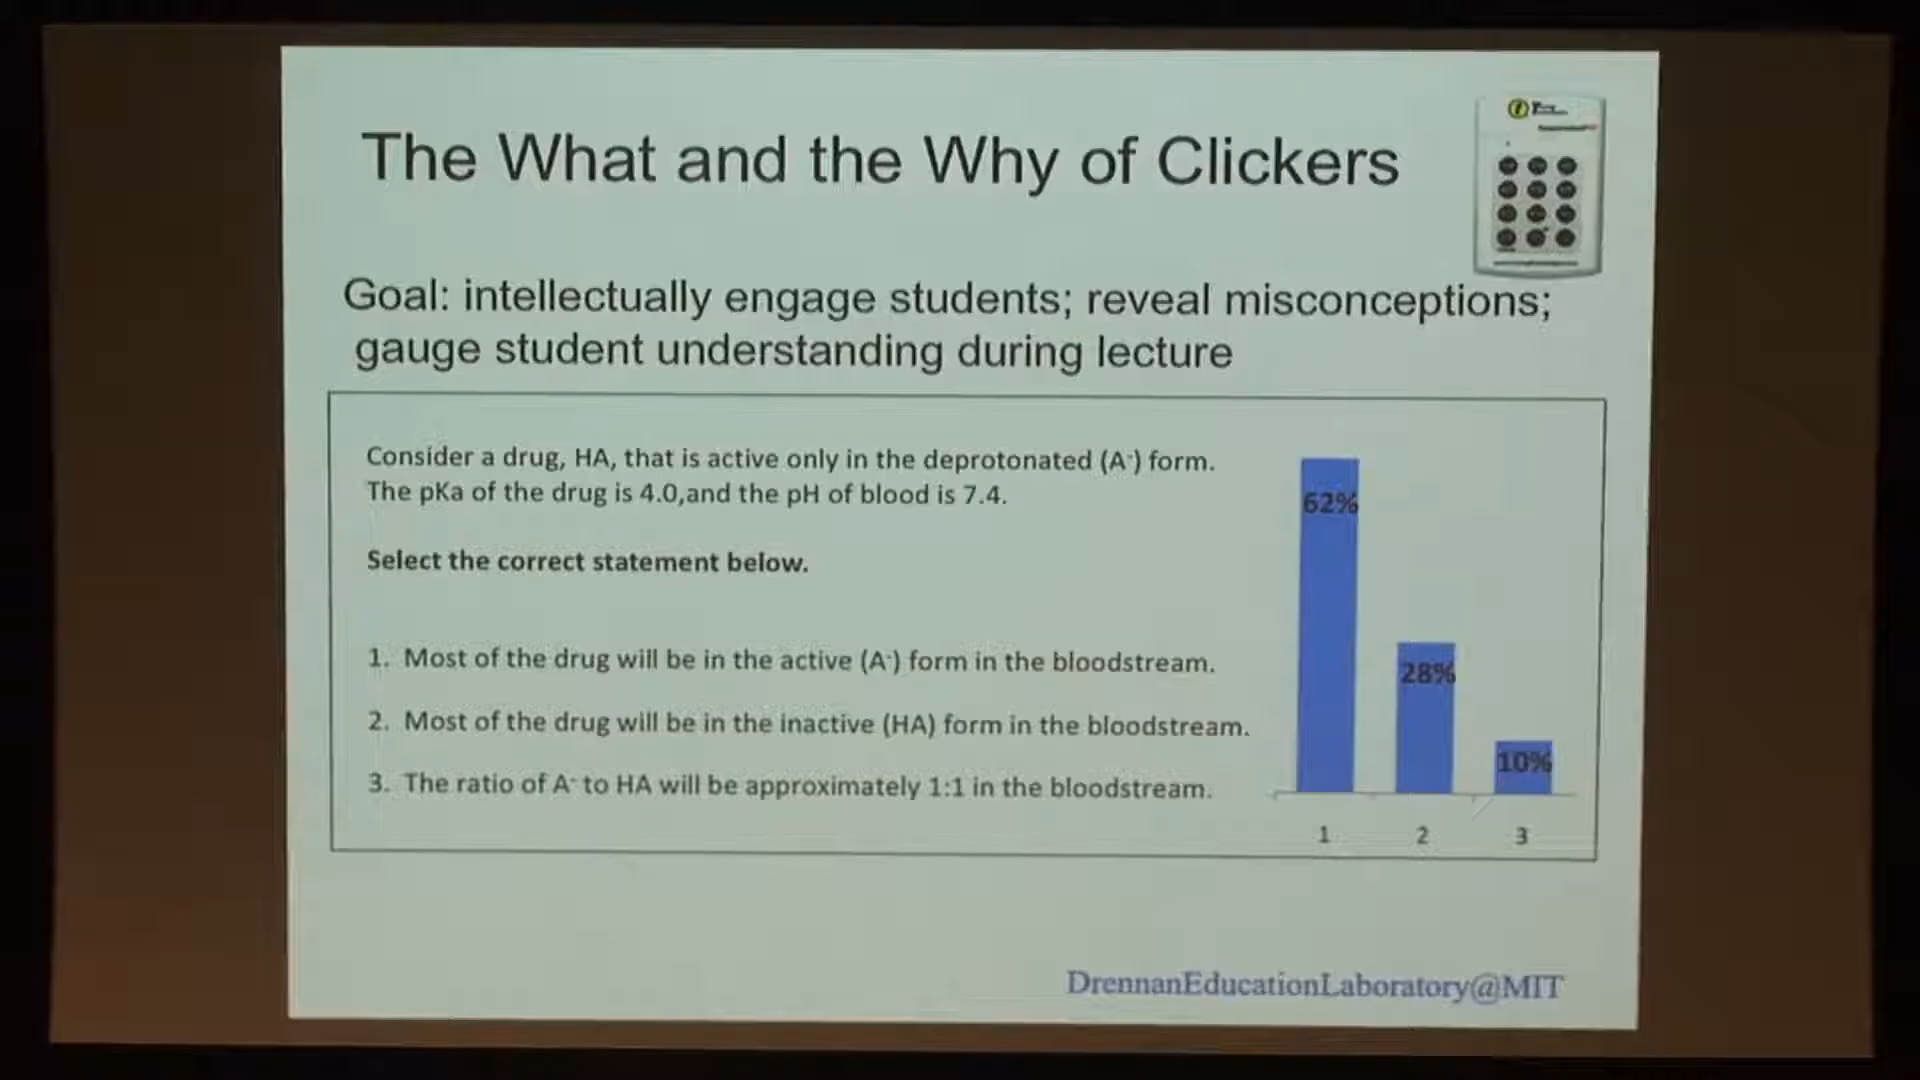 The What and the Why of Clickers
Goal: intellectually engage students; reveal misconceptions;
gauge student understanding during lecture
Consider a drug, HA, that is active only in the deprotonated (A-) form.
The pKa of the drug is 4.0,and the pH of blood is 7.4.
Select the correct statement below.
1. Most of the drug will be in the active (A-) form in the bloodstream.
2. Most of the drug will be in the inactive (HA) form in the bloodstream.
3. The ratio of A- to HA will be approximately 1:1 in the bloodstream.
62%
28%
10%
1 2 3
DrennanEducationLaboratory@MIT